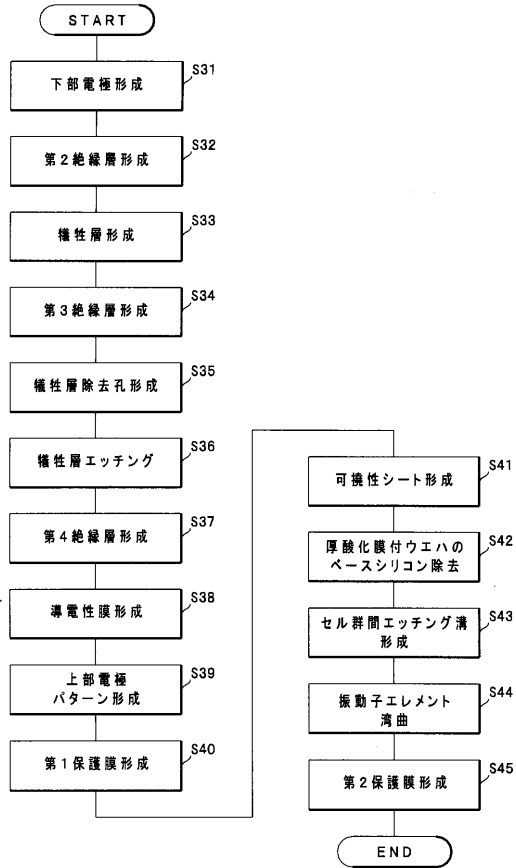 START
S31
下部電極形成
S32
第2絶縁層形成
S33
犠牲層形成
S34
第3絶縁層形成
S35
犠牲層除去孔形成
S36
犠牲層エッチング
S37
第4絶縁層形成
S38
導電性膜形成
S39
上部電極
パターン形成
S40
第1保護膜形成
S41
可撓性シート形成
S42
厚酸化膜付ウエハの
ベースシリコン除去
S43
セル群間エッチング溝
形成
S44
振動子エレメント
湾曲
S45
第2保護膜形成
END